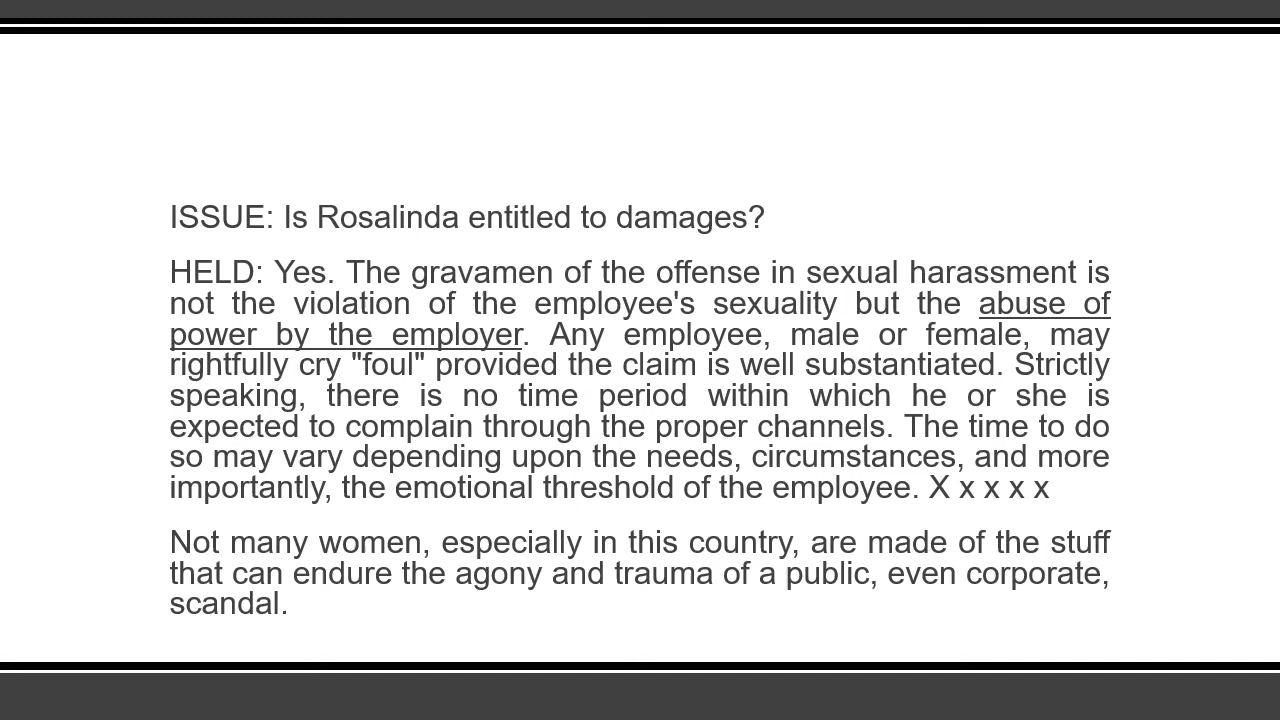 ISSUE: Is Rosalinda entitled to damages?
HELD: Yes. The gravamen of the offense in sexual harassment is
not the violation of the employee's sexuality but the abuse of
power by the employer. Any employee, male or female, may
rightfully cry "foul" provided the claim is well substantiated. Strictly
speaking, there is no time period within which he or she is
expected to complain through the proper channels. The time to do
so may vary depending upon the needs, circumstances, and more
importantly, the emotional threshold of the employee. X x x x x
Not many women, especially in this country, are made of the stuff
that can endure the agony and trauma of a public, even corporate,
scandal.